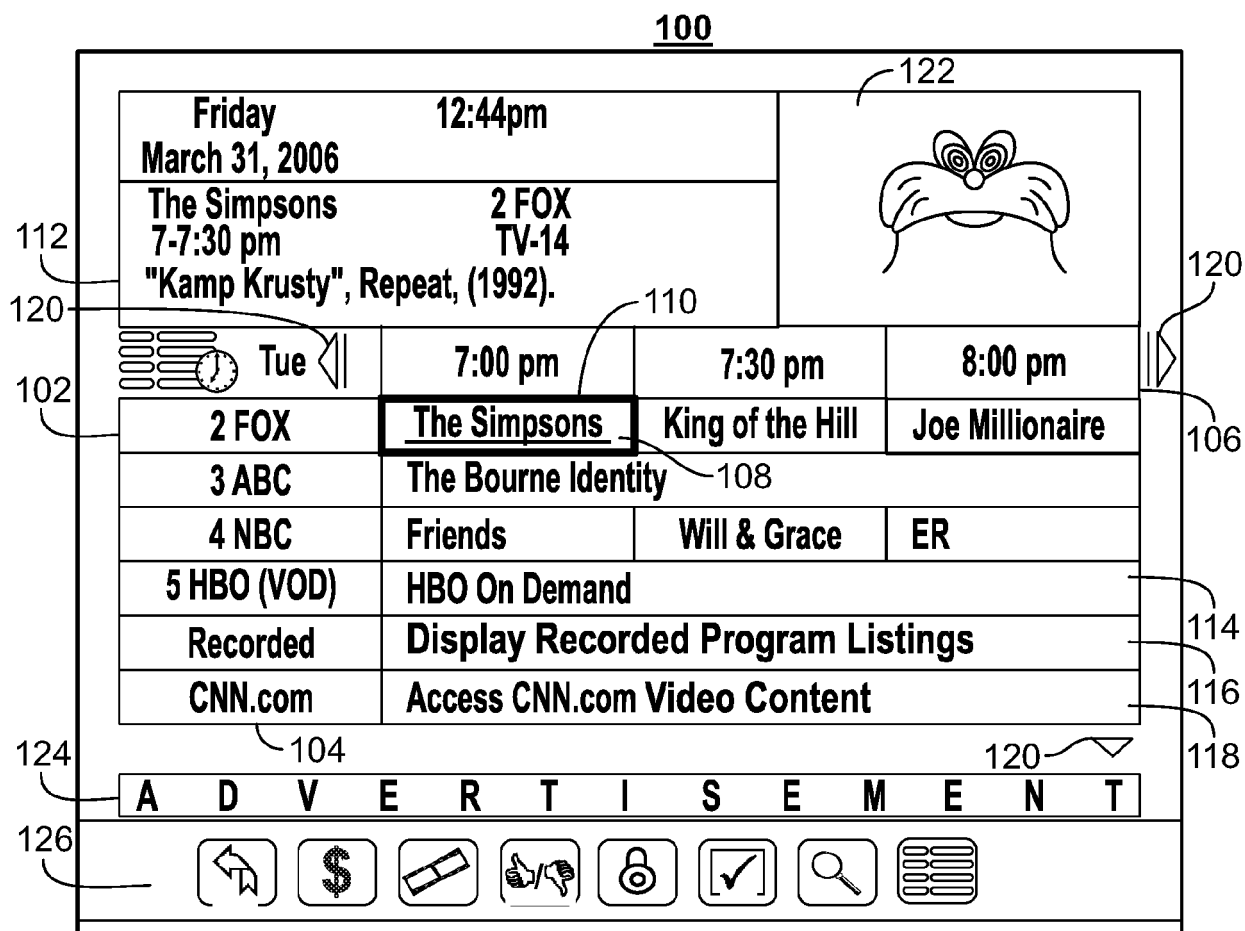 100
122
Friday 12:44pm
March 31, 2006
The Simpsons 2 FOX
7-7:30 pm TV-14
"Kamp Krusty", Repeat, (1992).
112
120
110
120
Tue 7:00 pm 7:30 pm 8:00 pm
102
106
2 FOX The Simpsons King of the Hill Joe Millionaire
108
3 ABC The Bourne Identity
4 NBC Friends Will & Grace ER
5 HBO (VOD) HBO On Demand
114
Recorded Display Recorded Program Listings
116
CNN.com Access CNN.com Video Content
118
104
120
124
A D V E R T I S E M E N T
126
$